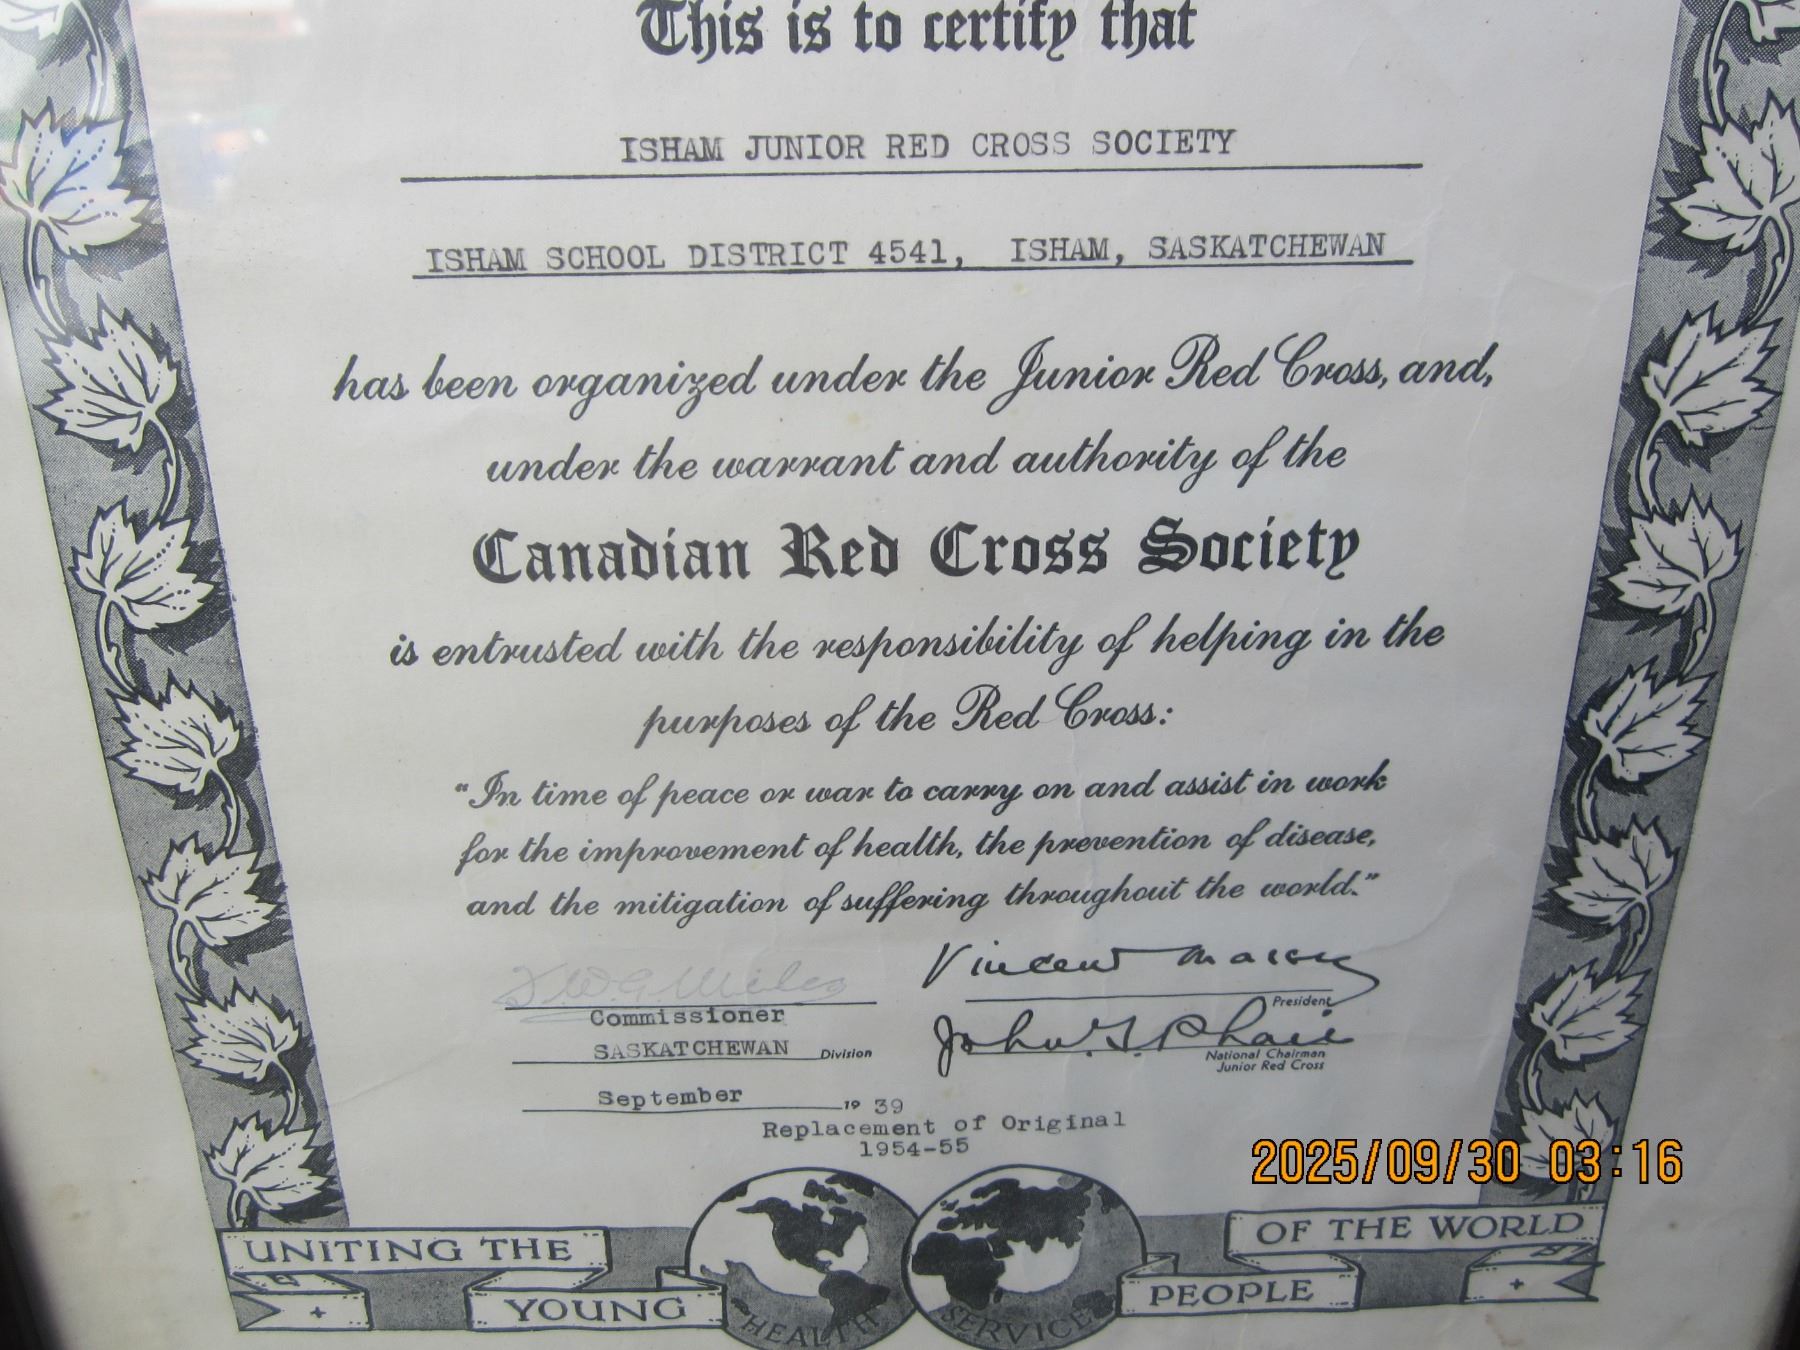 This is to certify that
ISHAM JUNIOR RED CROSS SOCIETY
ISHAM SCHOOL DISTRICT 4541, ISHAM, SASKATCHEWAN
has been organized under the Junior Red Cross, and,
under the warrant and authority of the
Canadian Red Cross Society
is entrusted with the responsibility of helping in the
purposes of the Red Cross:
"In time of peace or war to carry on and assist in work
for the improvement of health, the prevention of disease,
and the mitigation of suffering throughout the world."
Vincent Massey
President
Commissioner
John G.
National Chairman
Junior Red Cross
SASKATCHEWAN Division
September 19 39
Replacement of Original
1954-55
2025/09/30 03:16
UNITING THE
YOUNG
HEALTH
SERVICE
PEOPLE
OF THE WORLD